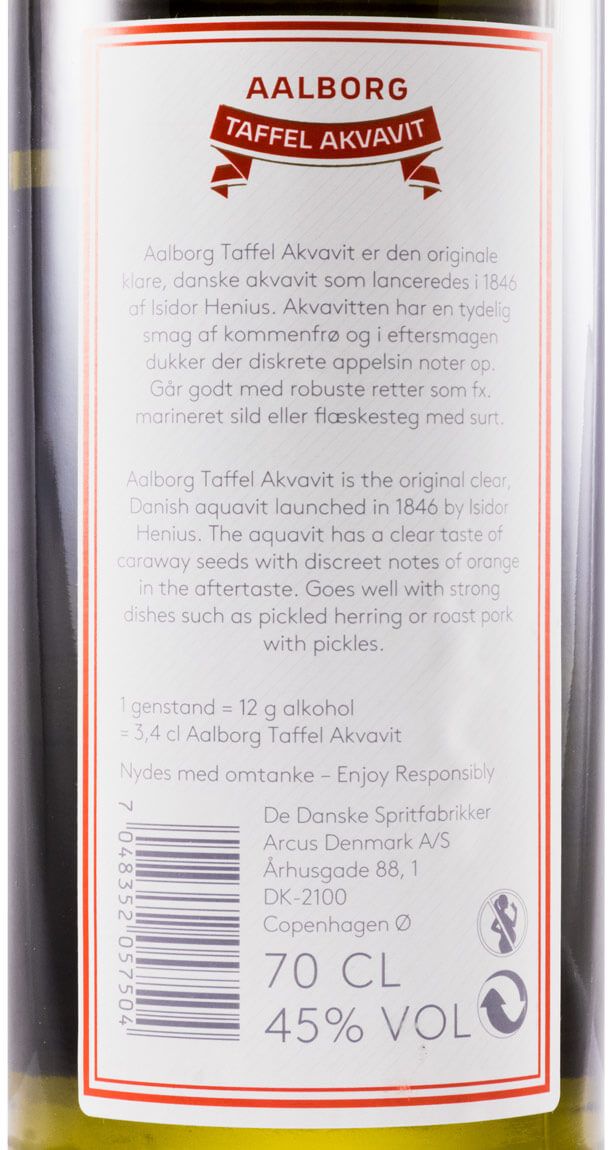 AALBORG
TAFFEL AKVAVIT
Aalborg Taffel Akvavit er den originale
klare, danske akvavit som lanceredes i 1846
af Isidor Henius. Akvavitten har en tydelig
smag af kommenfrø og i eftersmagen
dukker der diskrete appelsin noter op.
Går godt med robuste retter som fx.
marineret sild eller flæskesteg med surt.
Aalborg Taffel Akvavit is the original clear,
Danish aquavit launched in 1846 by Isidor
Henius. The aquavit has a clear taste of
caraway seeds with discreet notes of orange
in the aftertaste. Goes well with strong
dishes such as pickled herring or roast pork
with pickles.
1 genstand = 12 g alkohol
= 3,4 cl Aalborg Taffel Akvavit
Nydes med omtanke – Enjoy Responsibly
7 048352 057504
De Danske Spritfabrikker
Arcus Denmark A/S
Århusgade 88, 1
DK-2100
Copenhagen Ø
70 CL
45% VOL